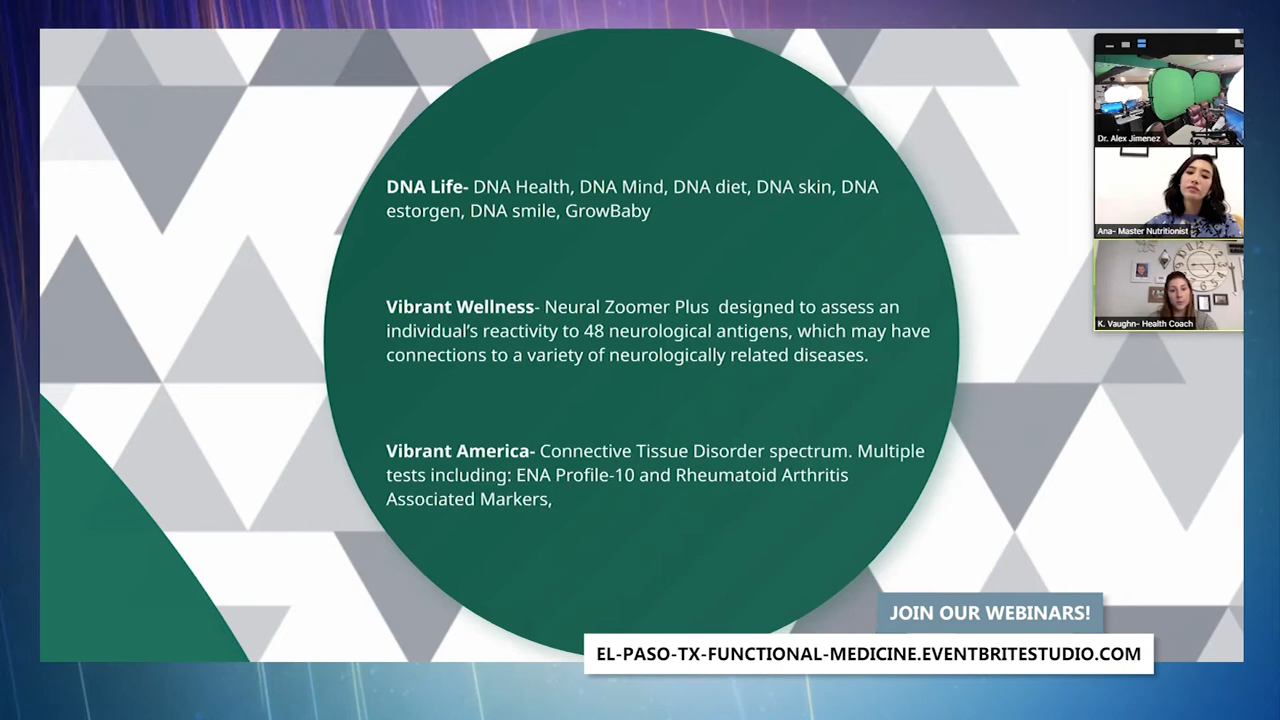 DNA Life- DNA Health, DNA Mind, DNA diet, DNA skin, DNA
estorgen, DNA smile, GrowBaby
Vibrant Wellness- Neural Zoomer Plus designed to assess an
individual's reactivity to 48 neurological antigens, which may have
connections to a variety of neurologically related diseases.
Vibrant America- Connective Tissue Disorder spectrum. Multiple
tests including: ENA Profile-10 and Rheumatoid Arthritis
Associated Markers,
Dr. Alex Jimenez
Ana- Master Nutritionist
K. Vaughn- Health Coach
JOIN OUR WEBINARS!
EL-PASO-TX-FUNCTIONAL-MEDICINE.EVENTBRITESTUDIO.COM